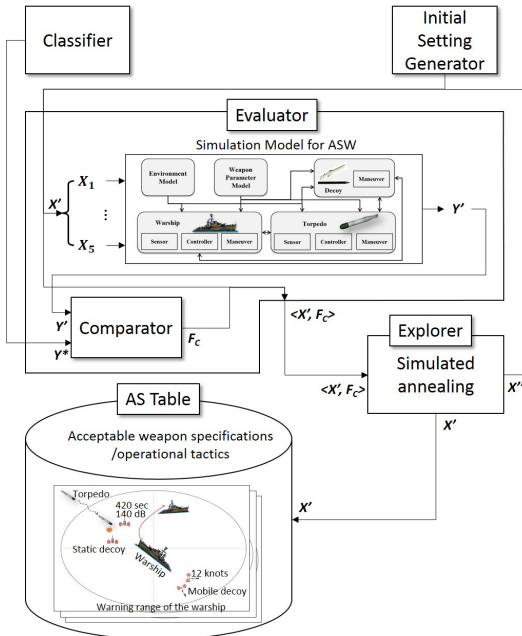 Classifier
Initial
Setting
Generator
Evaluator
Simulation Model for ASW
X'
X1
⋮
X5
Environment
Model
Weapon
Parameter
Model
Decoy
Maneuver
Warship
Sensor
Controller
Maneuver
Torpedo
Sensor
Controller
Maneuver
Y'
Y'
Y*
Comparator
FC
<X', FC>
Explorer
Simulated
annealing
<X', FC>
X''
X'
X'
AS Table
Acceptable weapon specifications
/operational tactics
Torpedo
420 sec
140 dB
Static decoy
Warship
12 knots
Mobile decoy
Warning range of the warship